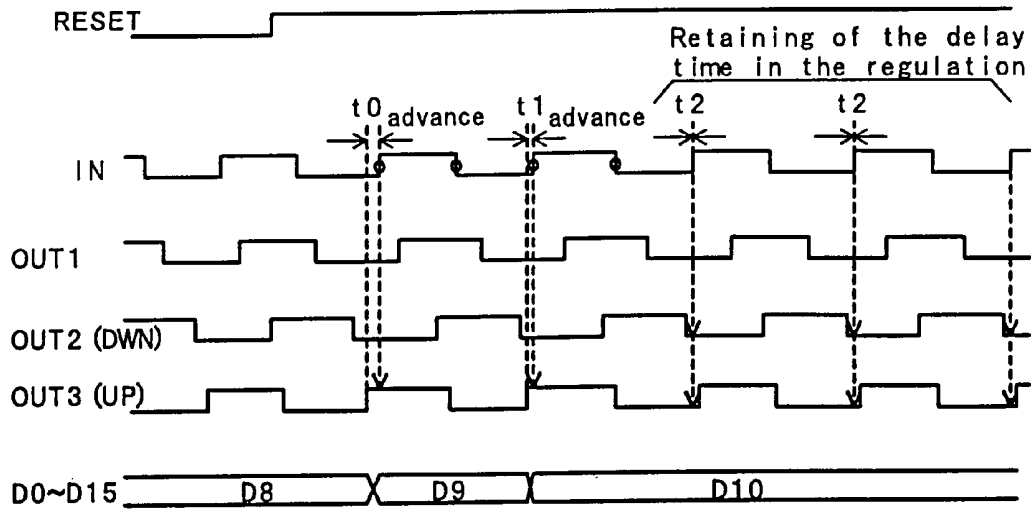 RESET
Retaining of the delay
time in the regulation
t0 advance t1 advance t2 t2
IN
OUT1
OUT2 (DWN)
OUT3 (UP)
D0~D15 D8 D9 D10